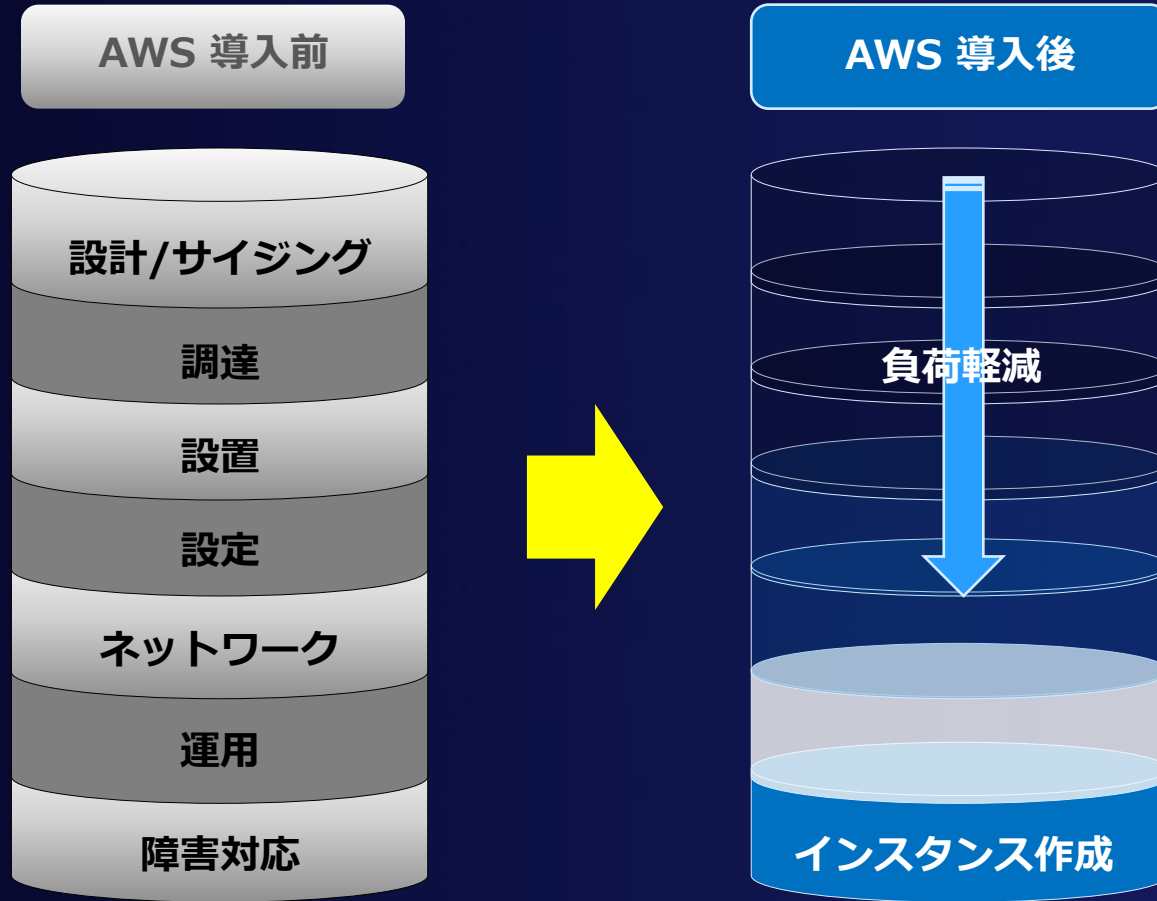 AWS 導入前
設計/サイジング
調達
設置
設定
ネットワーク
運用
障害対応
AWS 導入後
負荷軽減
インスタンス作成